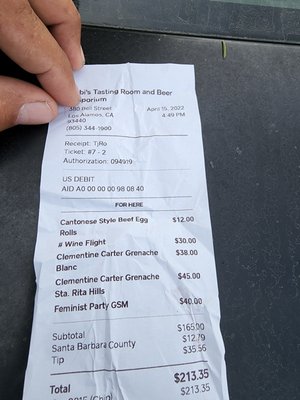 bi's Tasting Room and Beer
porium
380 Bell Street
Los Alamos, CA
93440
(805) 344-1900
April 15, 2022
4:49 PM
Receipt: TjRo
Ticket: #7 - 2
Authorization: 094919
US DEBIT
AID A0 00 00 00 98 08 40
FOR HERE
Cantonese Style Beef Egg $12.00
Rolls
# Wine Flight $30.00
Clementine Carter Grenache $38.00
Blanc
Clementine Carter Grenache $45.00
Sta. Rita Hills
Feminist Party GSM $40.00
Subtotal $165.00
Santa Barbara County $12.79
Tip $35.56
Total $213.35
$213.35